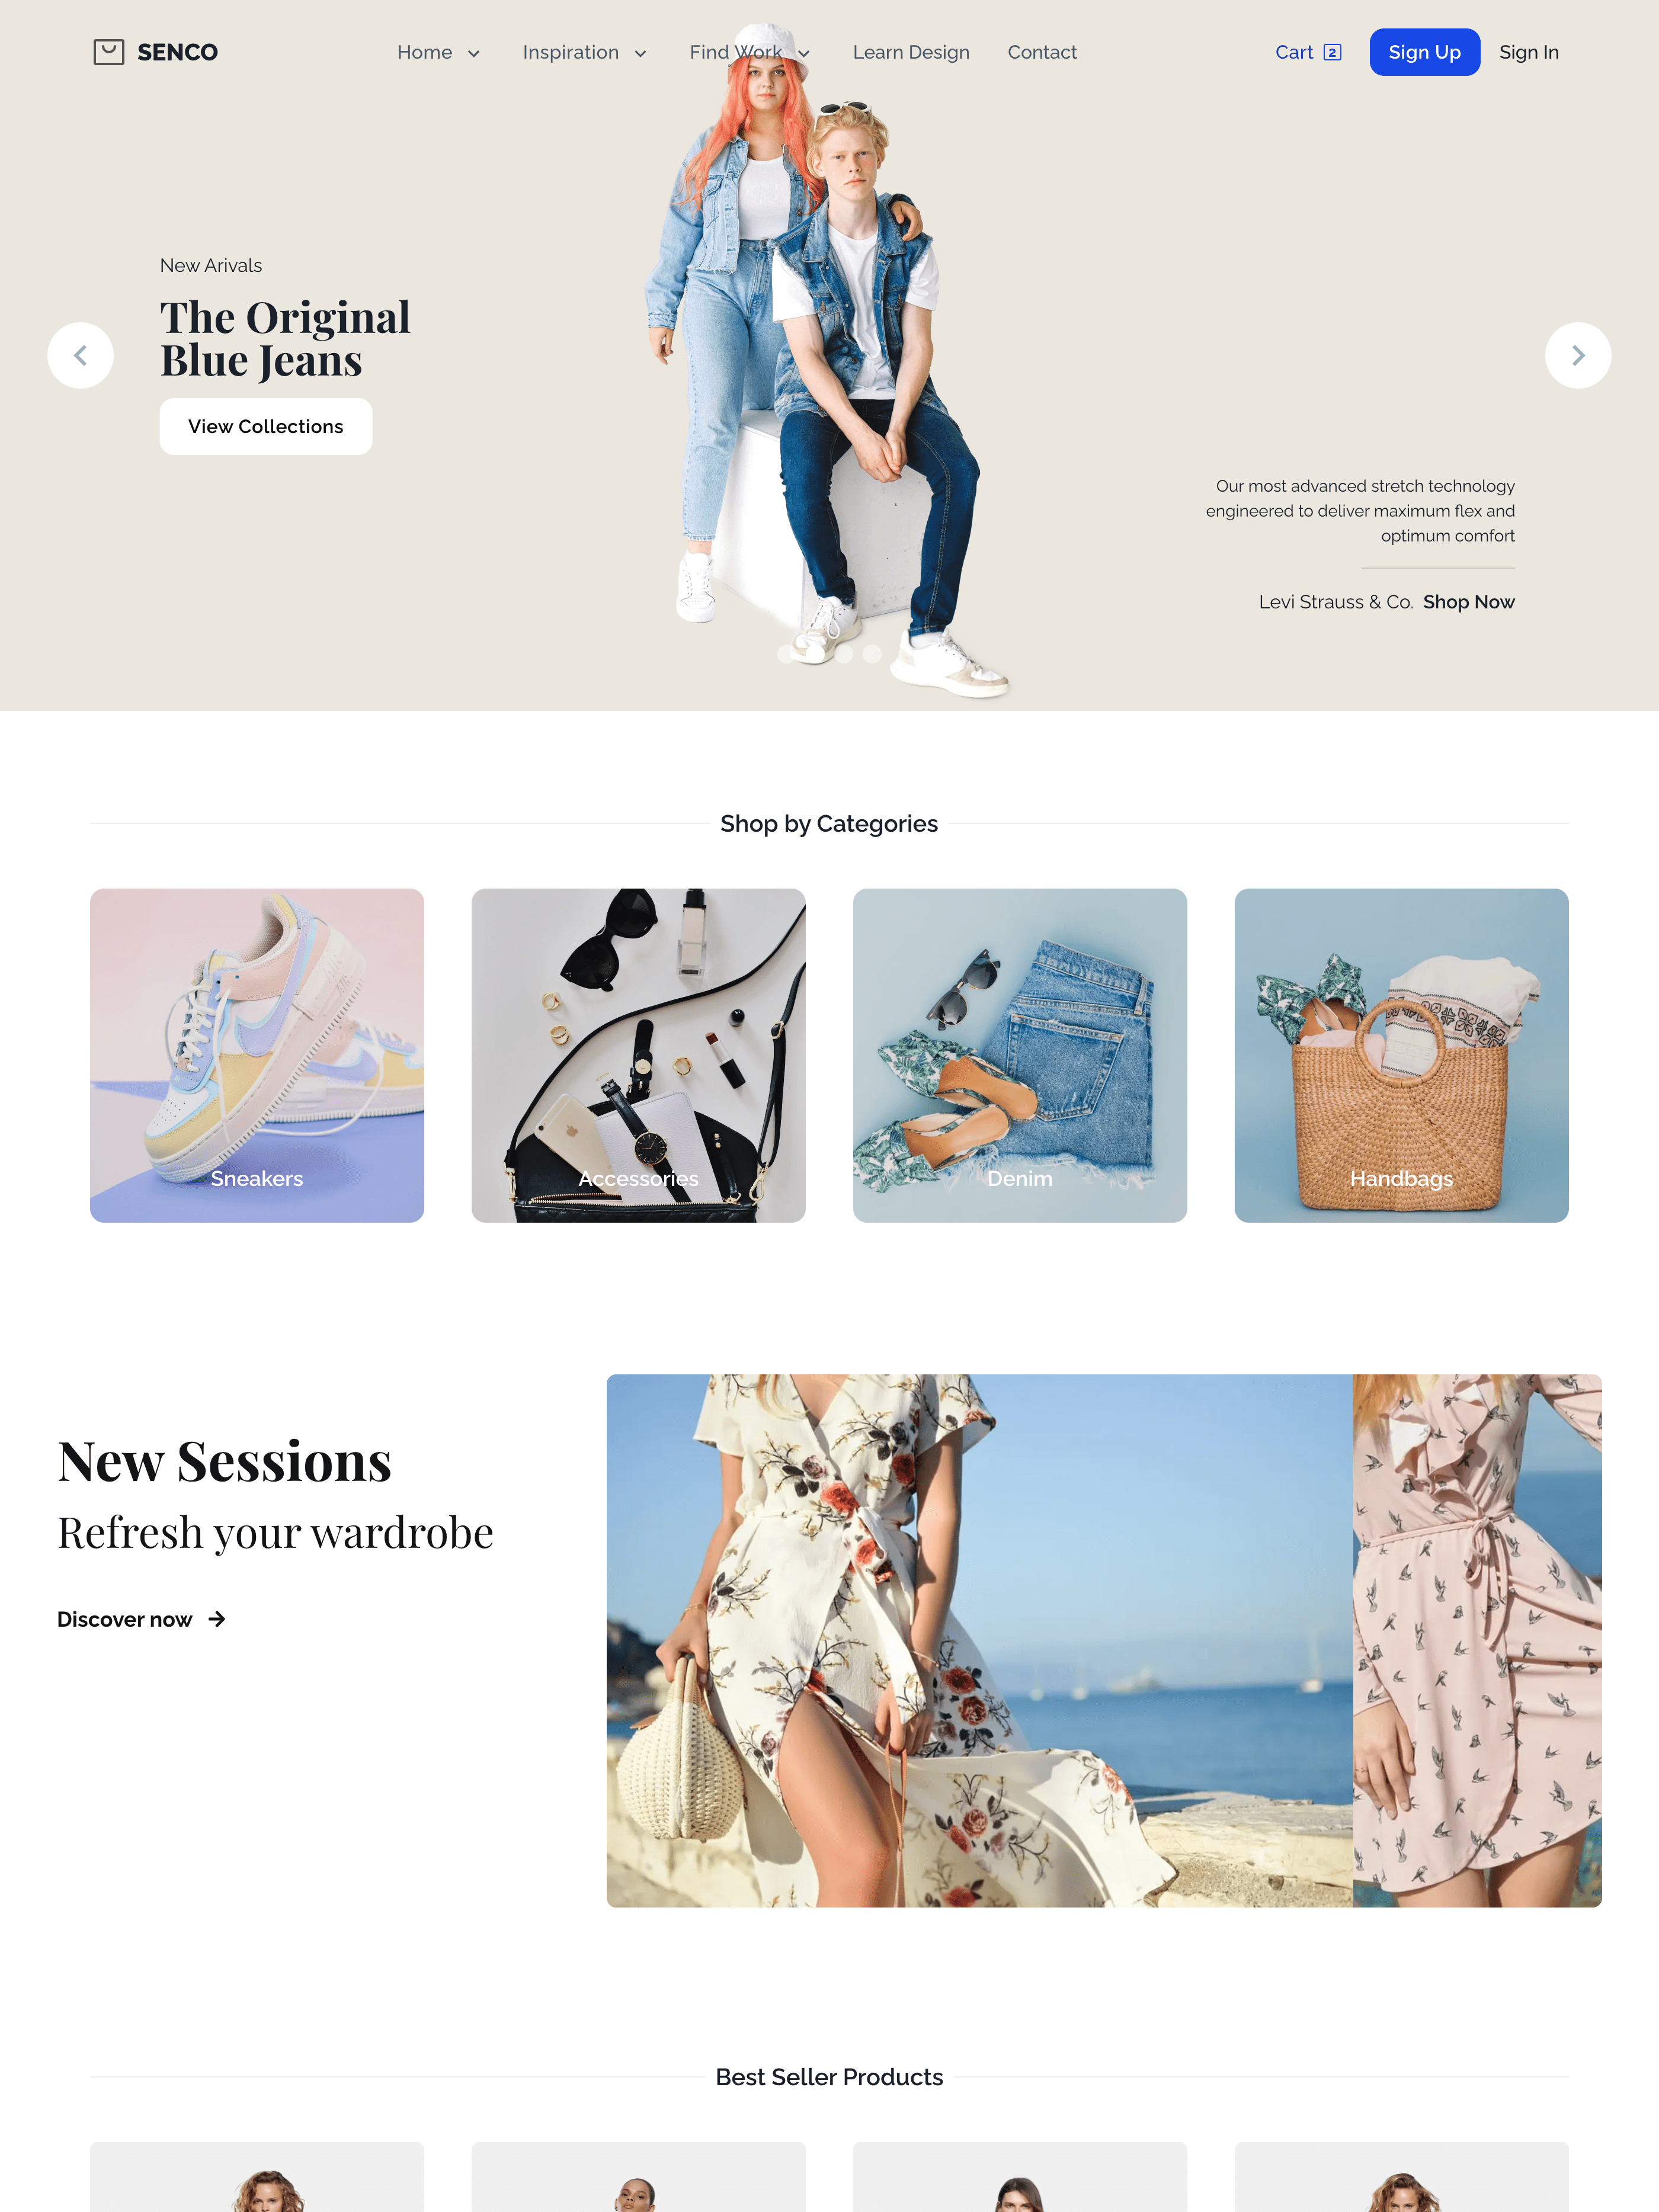 SENCO
Home
Inspiration
Find Work
Learn Design
Contact
Cart 2
Sign Up
Sign In
New Arivals
The Original
Blue Jeans
View Collections
Our most advanced stretch technology
engineered to deliver maximum flex and
optimum comfort
Levi Strauss & Co. Shop Now
Shop by Categories
Sneakers
Accessories
Denim
Handbags
New Sessions
Refresh your wardrobe
Discover now
Best Seller Products